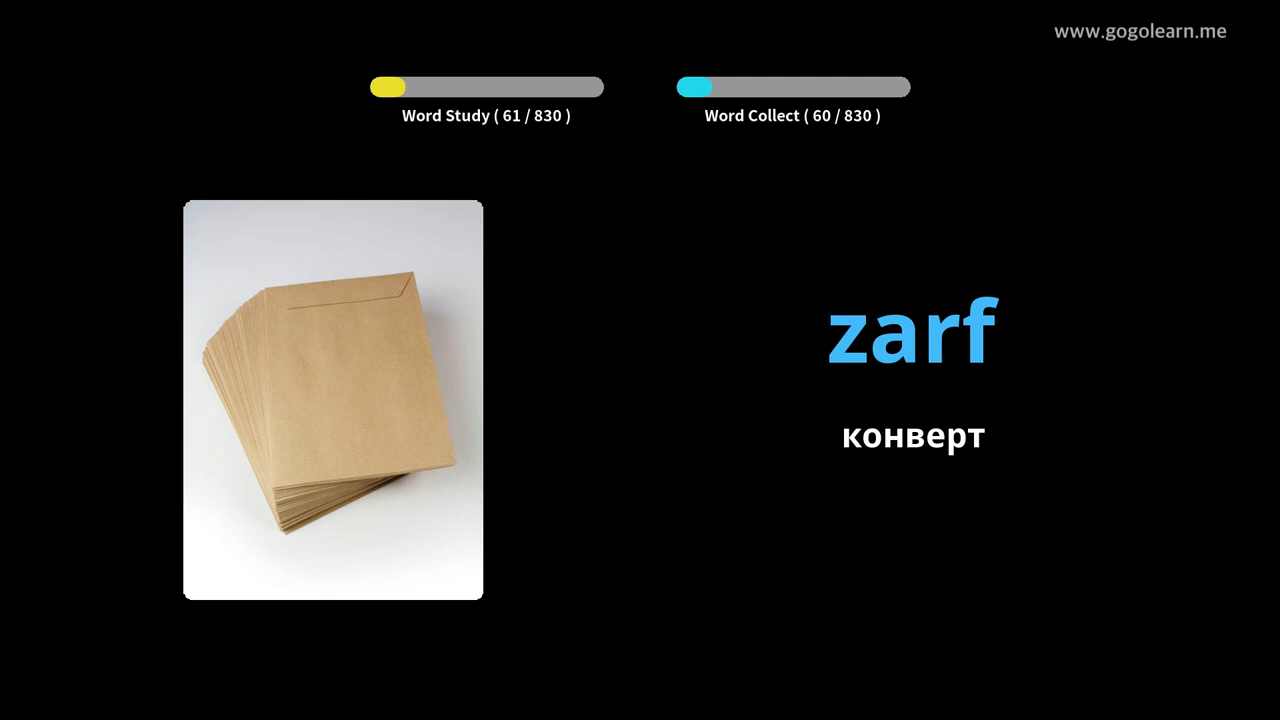 www.gogolearn.me
Word Study ( 61 / 830 )
Word Collect ( 60 / 830 )
zarf
конверт